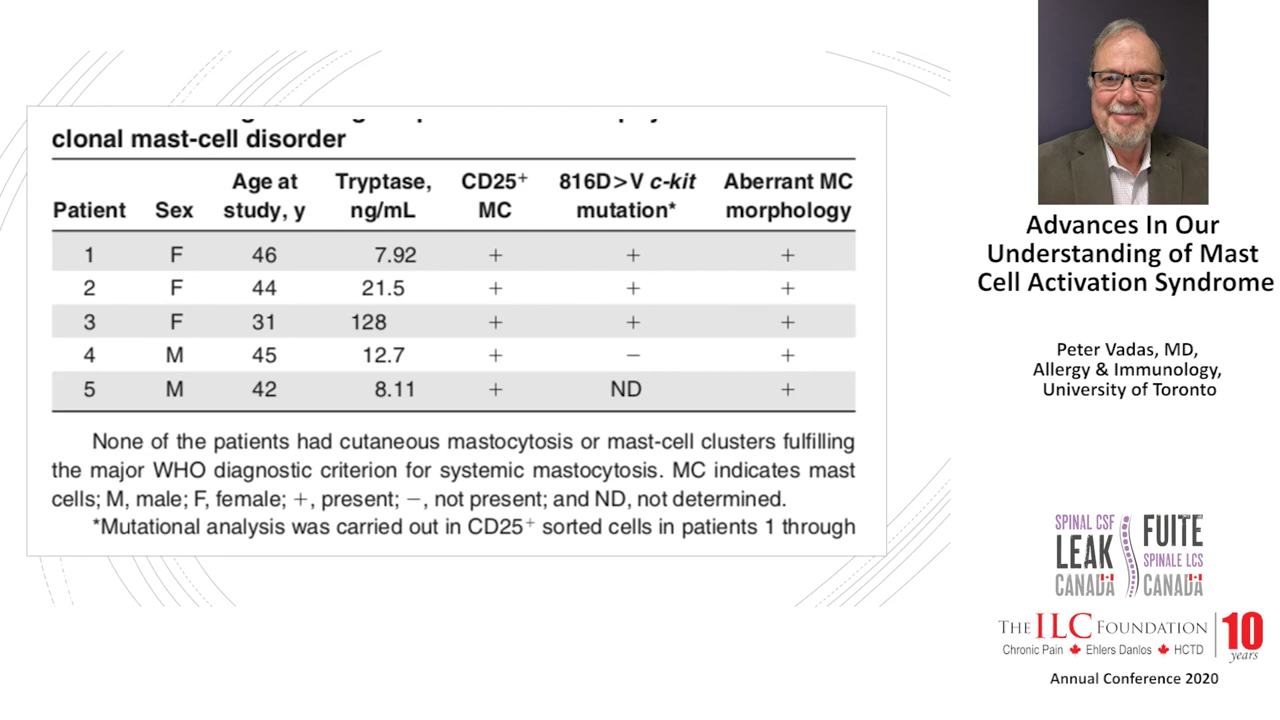 clonal mast-cell disorder
Patient Sex Age at study, y Tryptase, ng/mL CD25+ MC 816D>V c-kit mutation* Aberrant MC morphology
1 F 46 7.92 + + +
2 F 44 21.5 + + +
3 F 31 128 + + +
4 M 45 12.7 + − +
5 M 42 8.11 + ND +
None of the patients had cutaneous mastocytosis or mast-cell clusters fulfilling
the major WHO diagnostic criterion for systemic mastocytosis. MC indicates mast
cells; M, male; F, female; +, present; −, not present; and ND, not determined.
*Mutational analysis was carried out in CD25+ sorted cells in patients 1 through
Advances In Our
Understanding of Mast
Cell Activation Syndrome
Peter Vadas, MD,
Allergy & Immunology,
University of Toronto
SPINAL CSF
LEAK
CANADA
FUITE
SPINALE LCS
CANADA
THE ILC FOUNDATION
Chronic Pain Ehlers Danlos HCTD
10
years
Annual Conference 2020